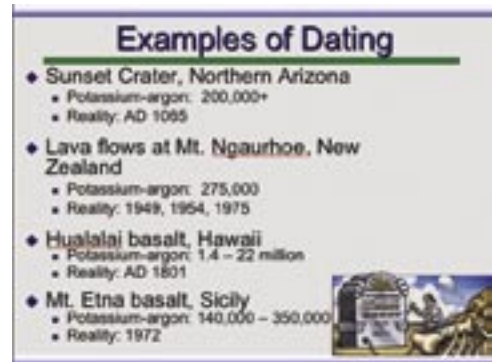 Examples of Dating
Sunset Crater, Northern Arizona
Potassium-argon: 200,000+
Reality: AD 1065
Lava flows at Mt. Ngaurhoe, New
Zealand
Potassium-argon: 275,000
Reality: 1949, 1954, 1975
Hualalai basalt, Hawaii
Potassium-argon: 1.4 – 22 million
Reality: AD 1801
Mt. Etna basalt, Sicily
Potassium-argon: 140,000 – 350,000
Reality: 1972